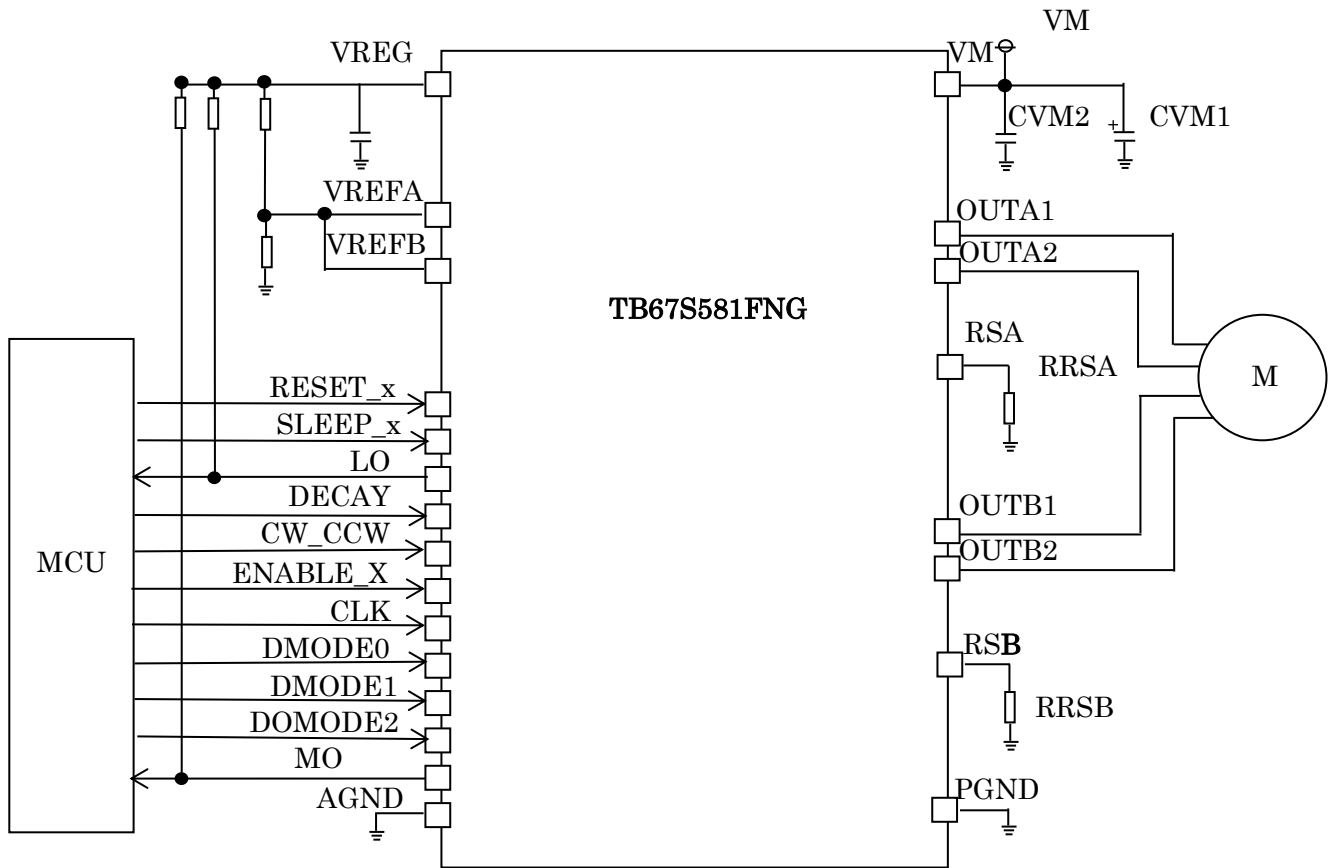 VM
VREG
VM
CVM2
+
CVM1
VREFA
VREFB
OUTA1
OUTA2
TB67S581FNG
RSA
RRSA
M
RESET_x
SLEEP_x
LO
DECAY
CW_CCW
MCU
ENABLE_X
CLK
DMODE0
DMODE1
DOMODE2
MO
AGND
OUTB1
OUTB2
RSB
RRSB
PGND